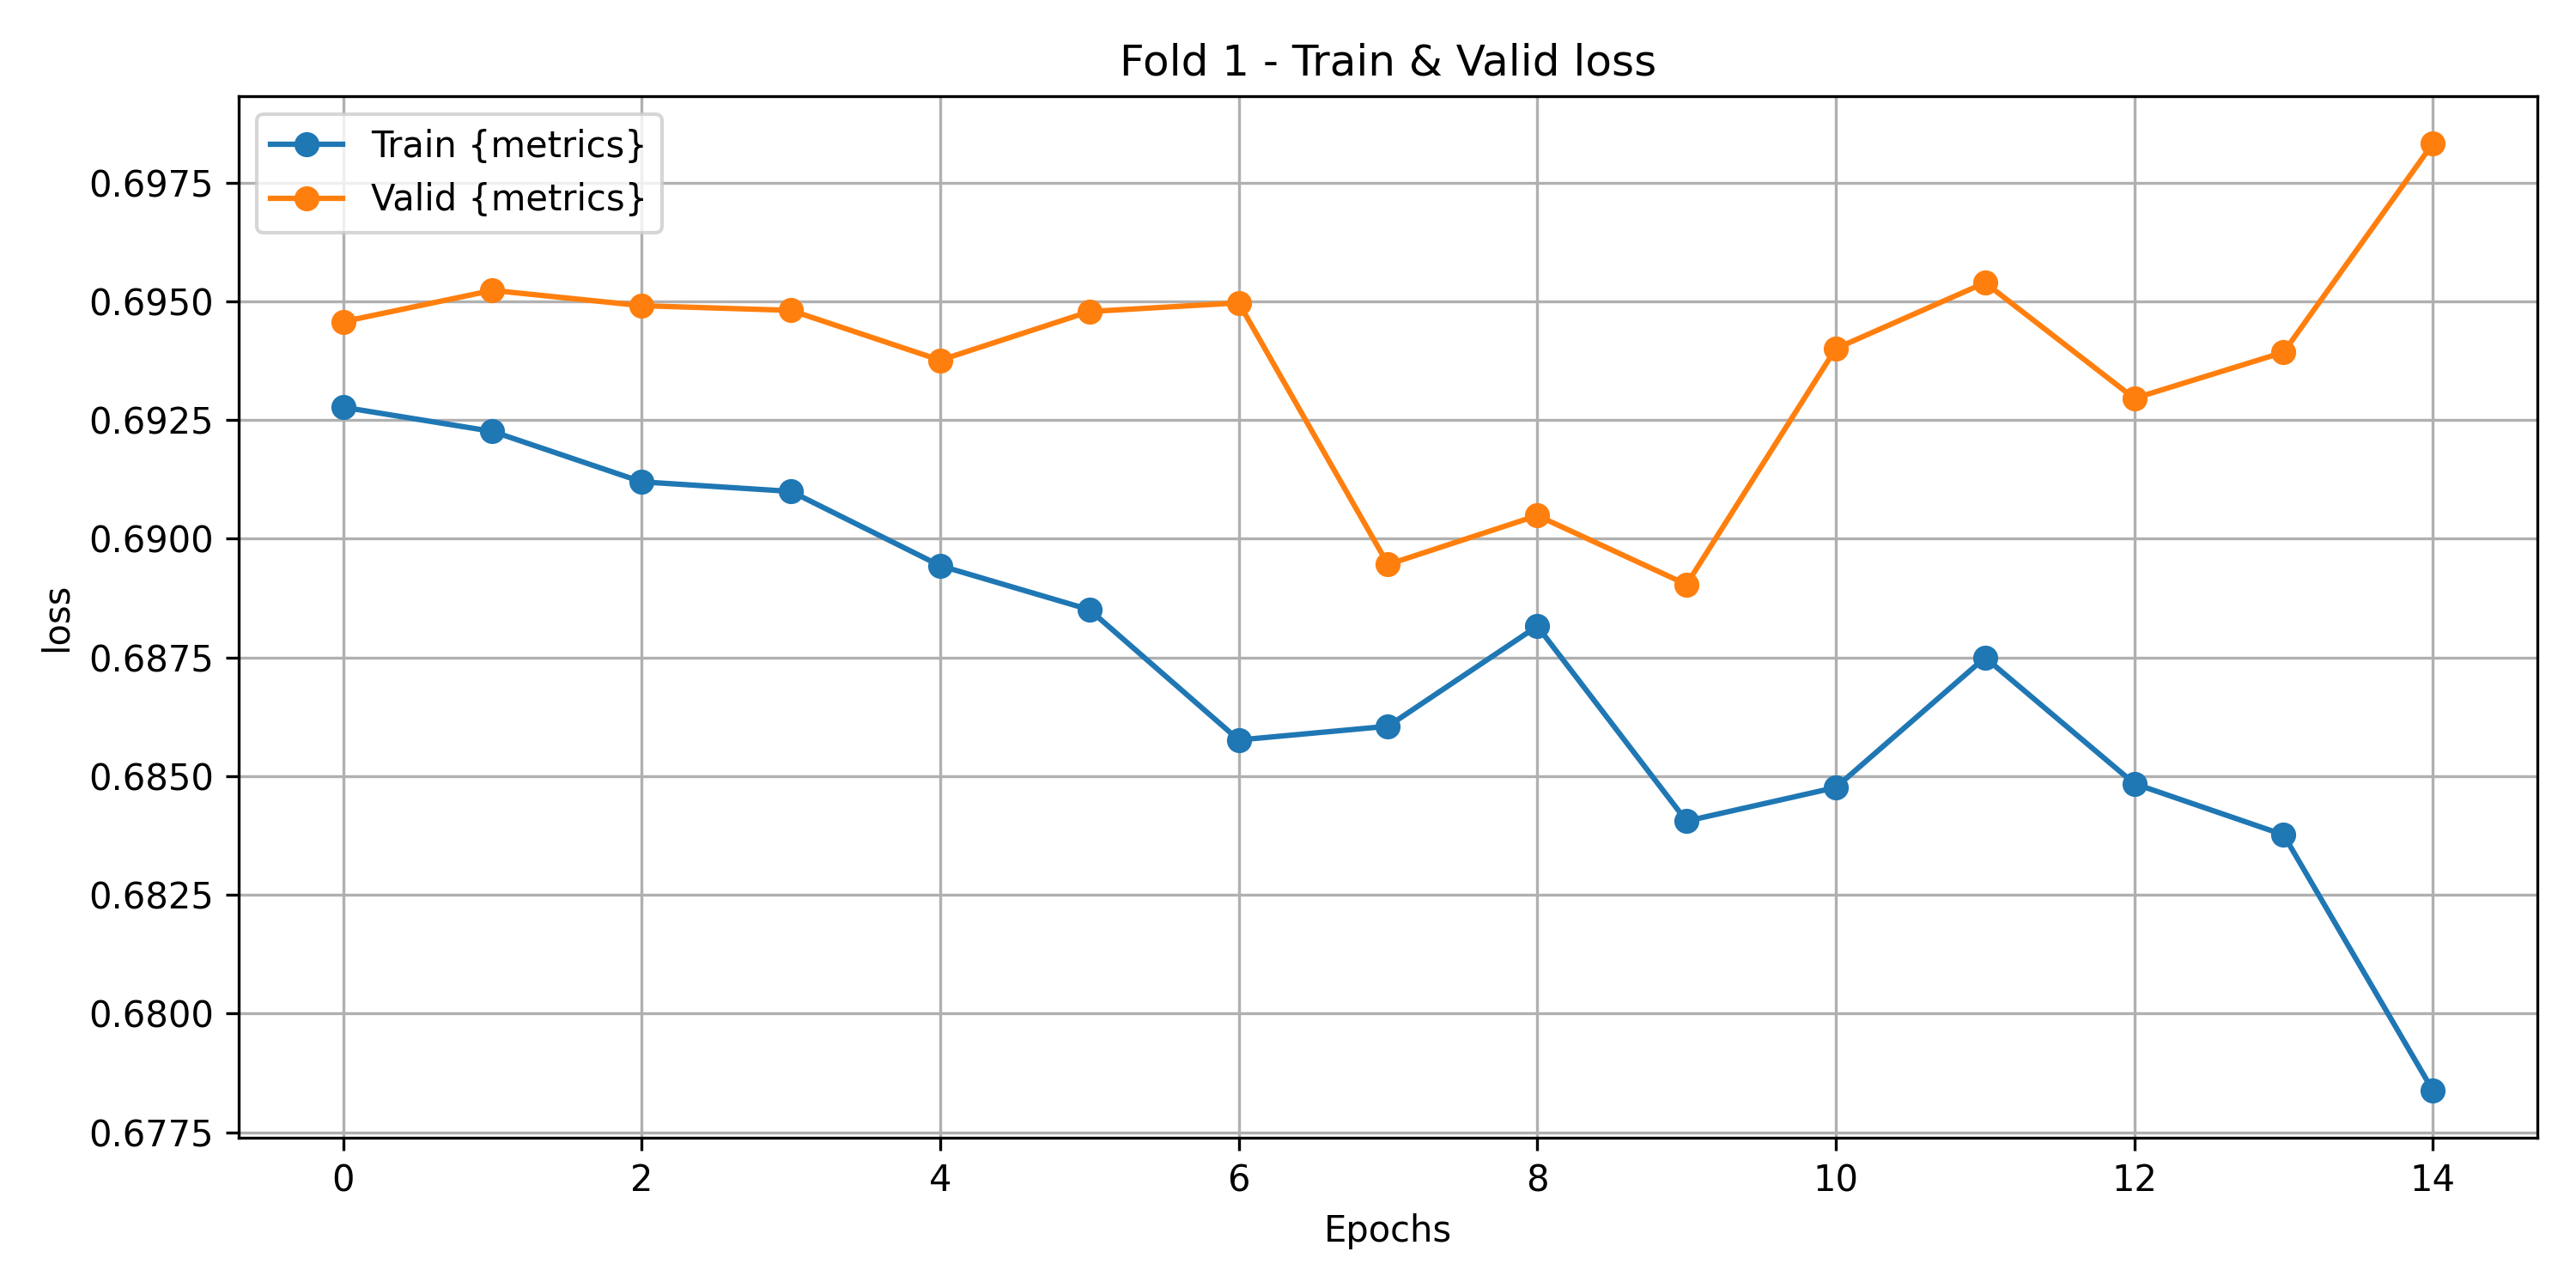 Fold 1 - Train & Valid loss
Train {metrics}
Valid {metrics}
0.6975
0.6950
0.6925
0.6900
0.6875
0.6850
0.6825
0.6800
0.6775
loss
0 2 4 6 8 10 12 14
Epochs